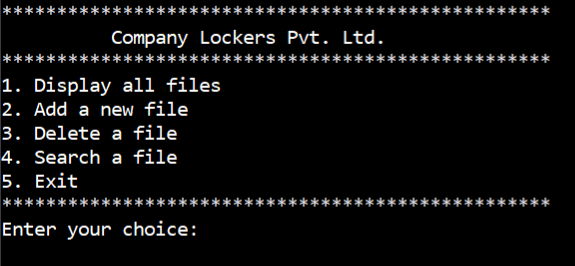 **************************************************
Company Lockers Pvt. Ltd.
**************************************************
1. Display all files
2. Add a new file
3. Delete a file
4. Search a file
5. Exit
**************************************************
Enter your choice: